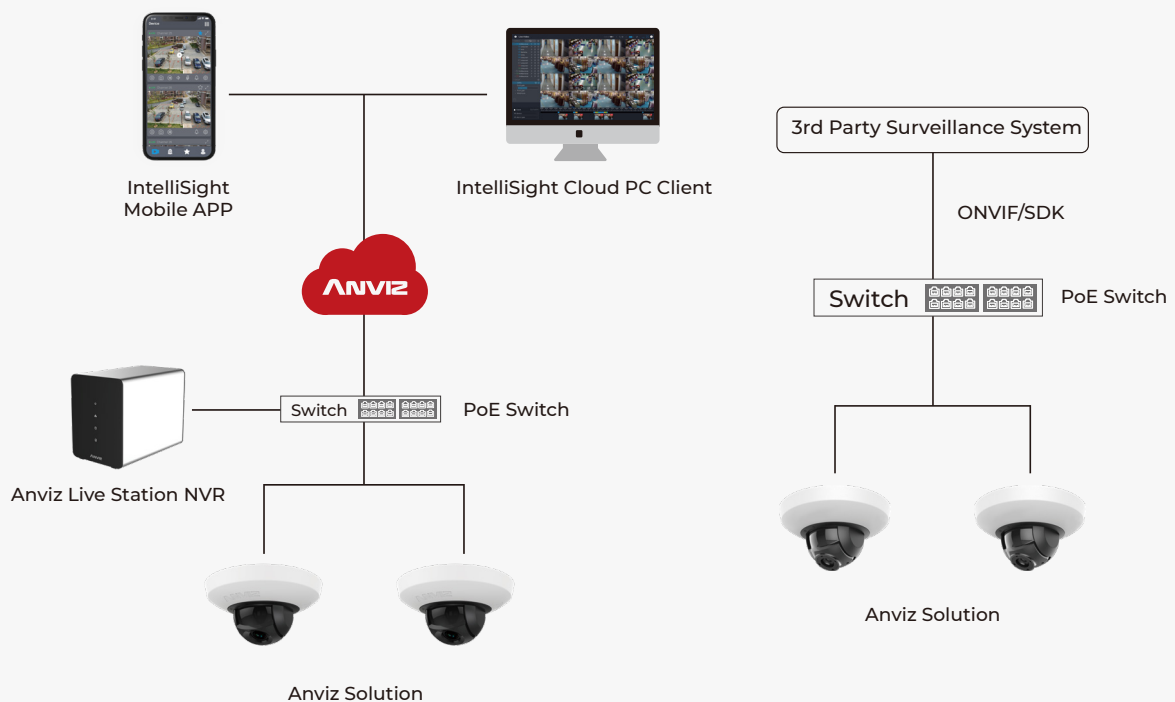 IntelliSight
Mobile APP
IntelliSight Cloud PC Client
ANVIZ
Switch
PoE Switch
Anviz Live Station NVR
Anviz Solution
3rd Party Surveillance System
ONVIF/SDK
Switch
PoE Switch
Anviz Solution